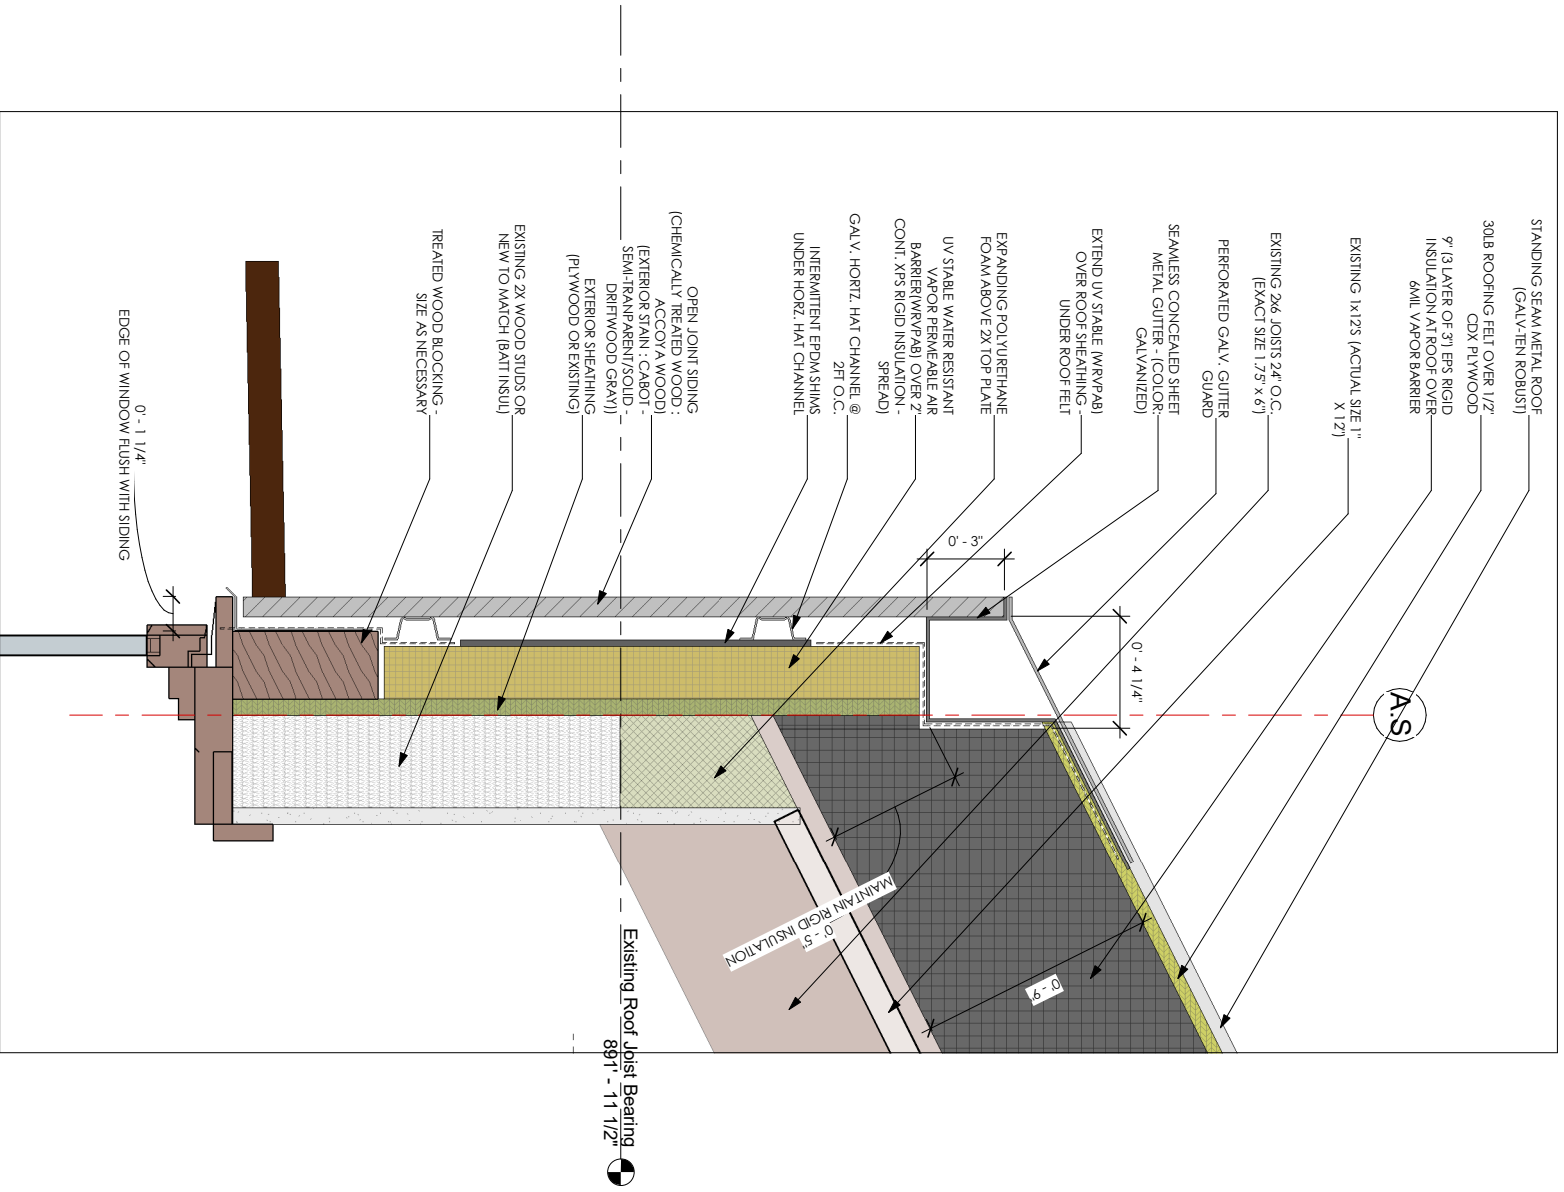 STANDING SEAM METAL ROOF
(GALV-TEN ROBUST)
30LB ROOFING FELT OVER 1/2"
CDX PLYWOOD
9" (3 LAYER OF 3") EPS RIGID
INSULATION AT ROOF OVER
6MIL VAPOR BARRIER
EXISTING 1x12'S (ACTUAL SIZE 1"
X 12")
EXISTING 2x6 JOISTS 24" O.C.
(EXACT SIZE 1.75" x 6")
PERFORATED GALV. GUTTER
GUARD
SEAMLESS CONCEALED SHEET
METAL GUTTER - (COLOR:
GALVANIZED)
EXTEND UV STABLE (WRVPAB)
OVER ROOF SHEATHING -
UNDER ROOF FELT
EXPANDING POLYURETHANE
FOAM ABOVE 2X TOP PLATE
UV STABLE WATER RESISTANT
VAPOR PERMEABLE AIR
BARRIER(WRVPAB) OVER 2"
CONT. XPS RIGID INSULATION -
SPREAD)
GALV. HORTZ. HAT CHANNEL @
2FT O.C.
INTERMITTENT EPDM SHIMS
UNDER HORZ. HAT CHANNEL
OPEN JOINT SIDING
(CHEMICALLY TREATED WOOD :
ACCOYA WOOD)
(EXTERIOR STAIN : CABOT -
SEMI-TRANPARENT/SOLID -
DRIFTWOOD GRAY))
EXTERIOR SHEATHING
(PLYWOOD OR EXISTING)
EXISTING 2X WOOD STUDS OR
NEW TO MATCH (BATT INSUL)
TREATED WOOD BLOCKING -
SIZE AS NECESSARY
0' - 1 1/4"
EDGE OF WINDOW FLUSH WITH SIDING
0' - 3"
0' - 4 1/4"
A.S
0' - 9"
0' - 5"
MAINTAIN RIGID INSULATION
Existing Roof Joist Bearing
891' - 11 1/2"